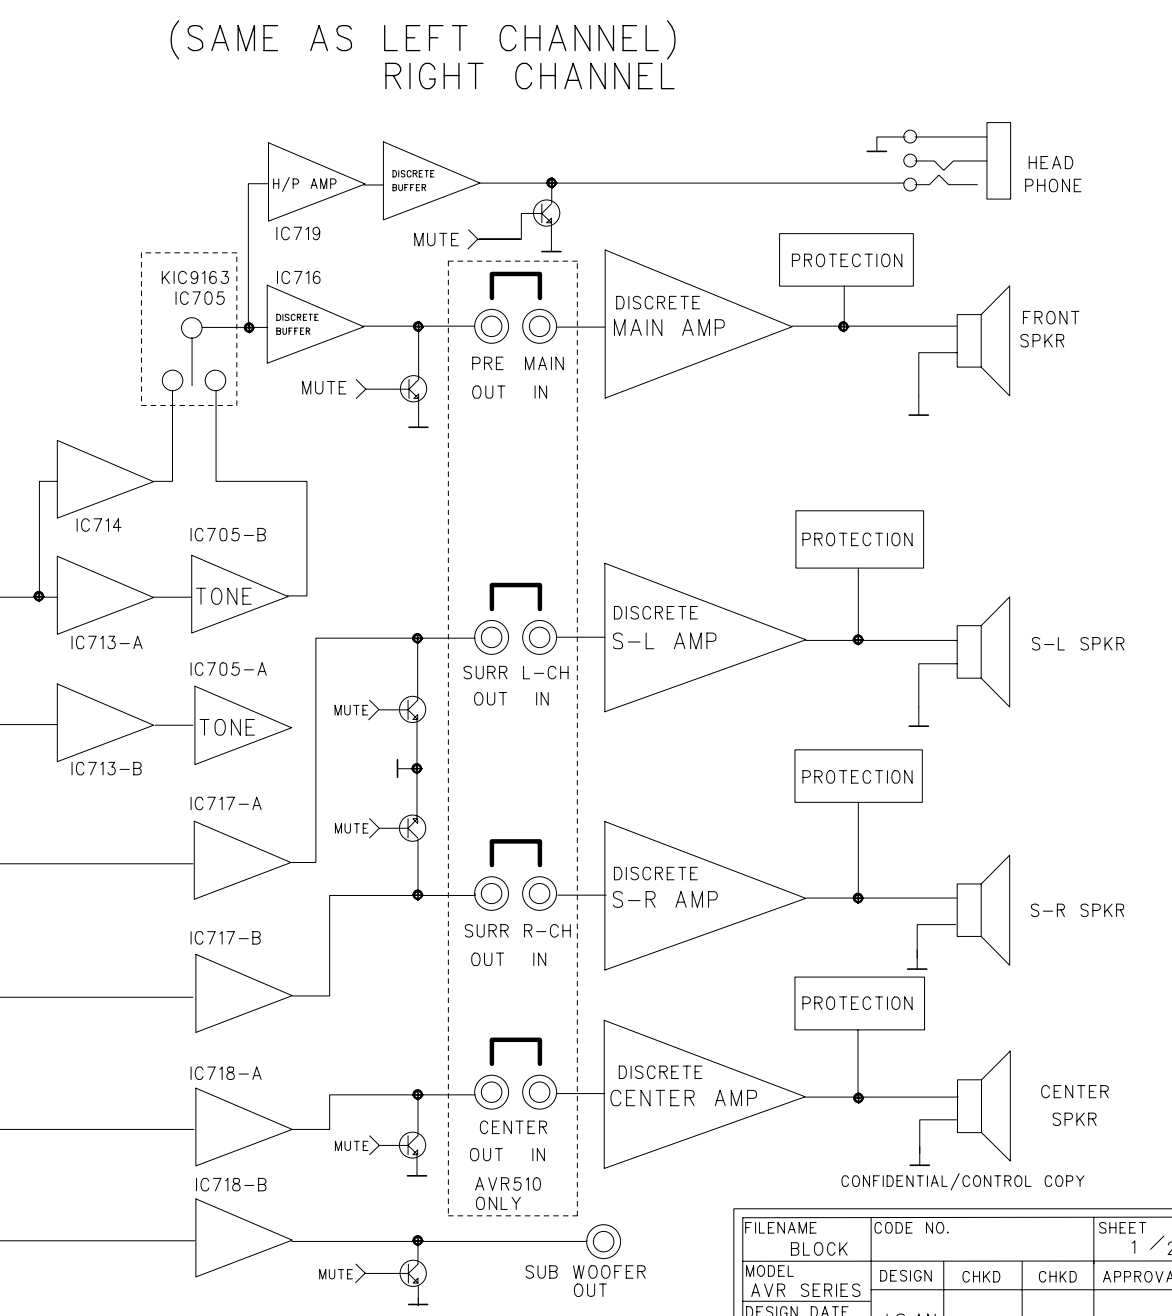 (SAME AS LEFT CHANNEL)
RIGHT CHANNEL
H/P AMP
DISCRETE
BUFFER
IC719
MUTE
HEAD
PHONE
KIC9163
IC705
IC716
DISCRETE
BUFFER
MUTE
PRE MAIN
OUT IN
DISCRETE
MAIN AMP
PROTECTION
FRONT
SPKR
IC714
IC705-B
TONE
IC713-A
IC705-A
TONE
IC713-B
SURR L-CH
OUT IN
DISCRETE
S-L AMP
PROTECTION
S-L SPKR
MUTE
MUTE
IC717-A
IC717-B
SURR R-CH
OUT IN
DISCRETE
S-R AMP
PROTECTION
S-R SPKR
IC718-A
MUTE
CENTER
OUT IN
AVR510
ONLY
DISCRETE
CENTER AMP
PROTECTION
CENTER
SPKR
IC718-B
MUTE
SUB WOOFER
OUT
CONFIDENTIAL/CONTROL COPY
FILENAME
BLOCK
CODE NO.
SHEET
1 /2
MODEL
AVR SERIES
DESIGN CHKD CHKD APPROVA
DESIGN DATE